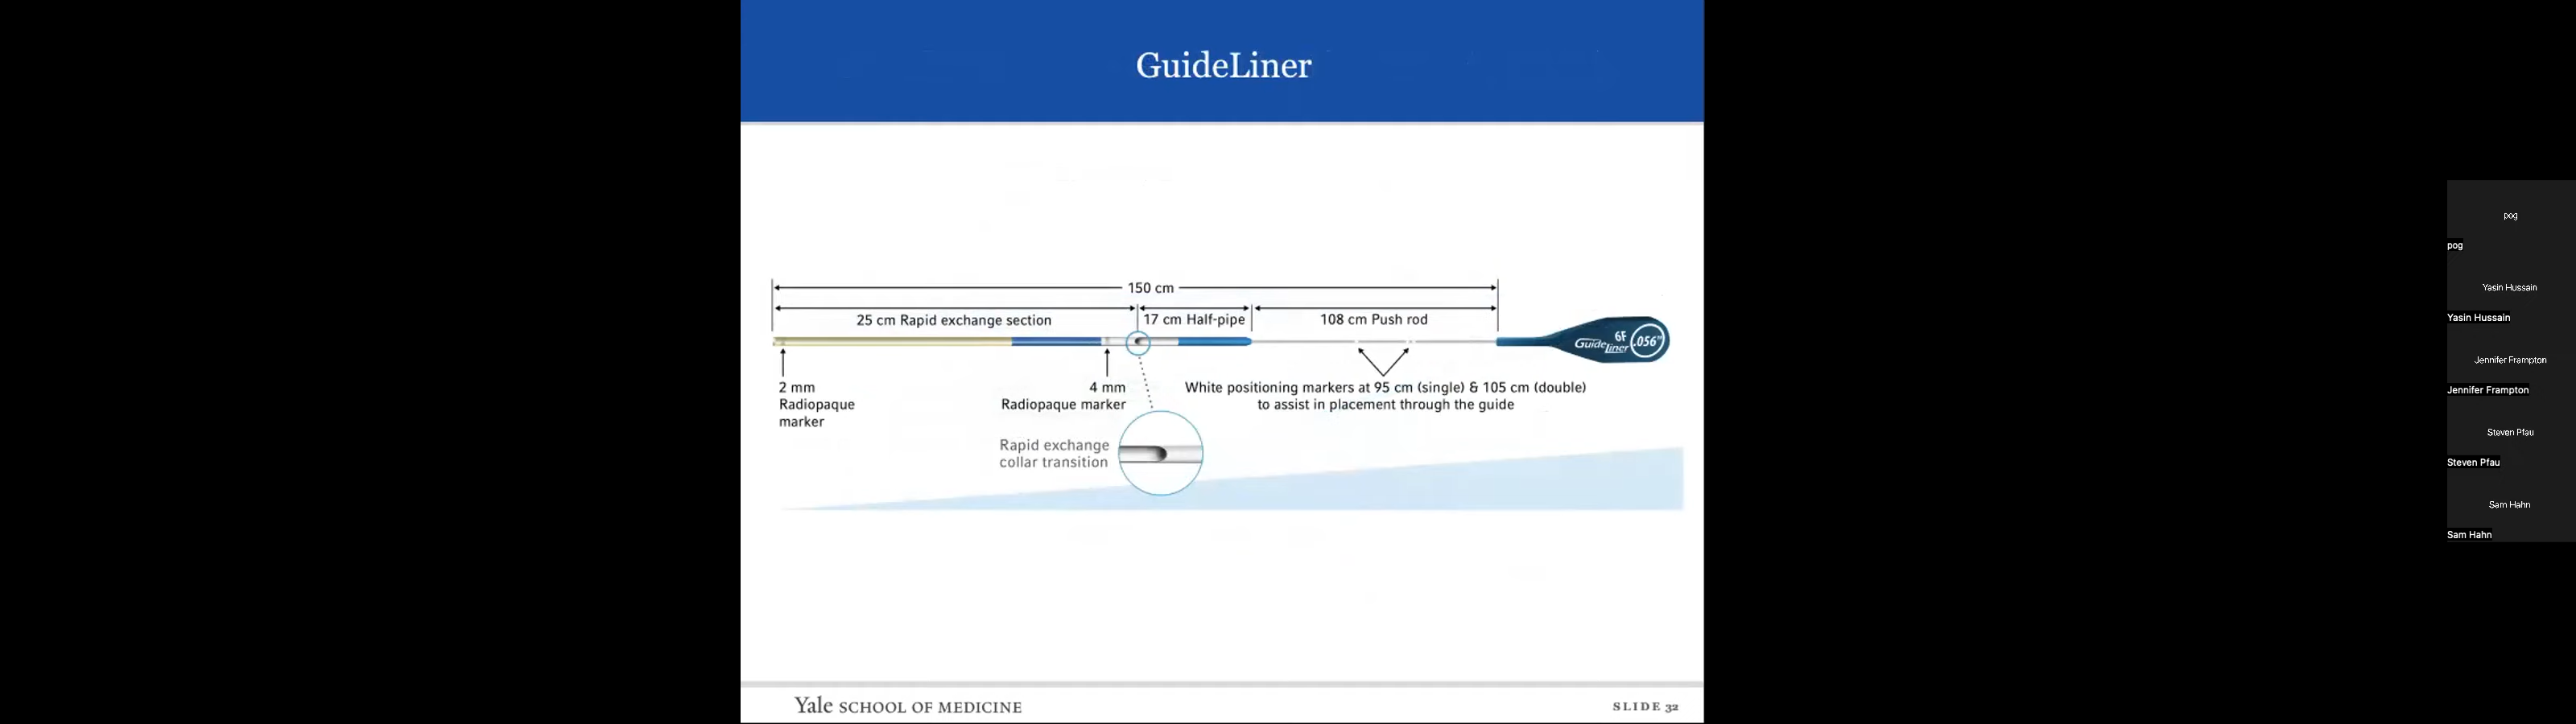 GuideLiner
150 cm
25 cm Rapid exchange section
17 cm Half-pipe
108 cm Push rod
6F
GuideLiner
.056"
2 mm
Radiopaque
marker
4 mm
Radiopaque marker
White positioning markers at 95 cm (single) & 105 cm (double)
to assist in placement through the guide
Rapid exchange
collar transition
Yale SCHOOL OF MEDICINE
SLIDE 32
pog
pog
Yasin Hussain
Yasin Hussain
Jennifer Frampton
Jennifer Frampton
Steven Pfau
Steven Pfau
Sam Hahn
Sam Hahn